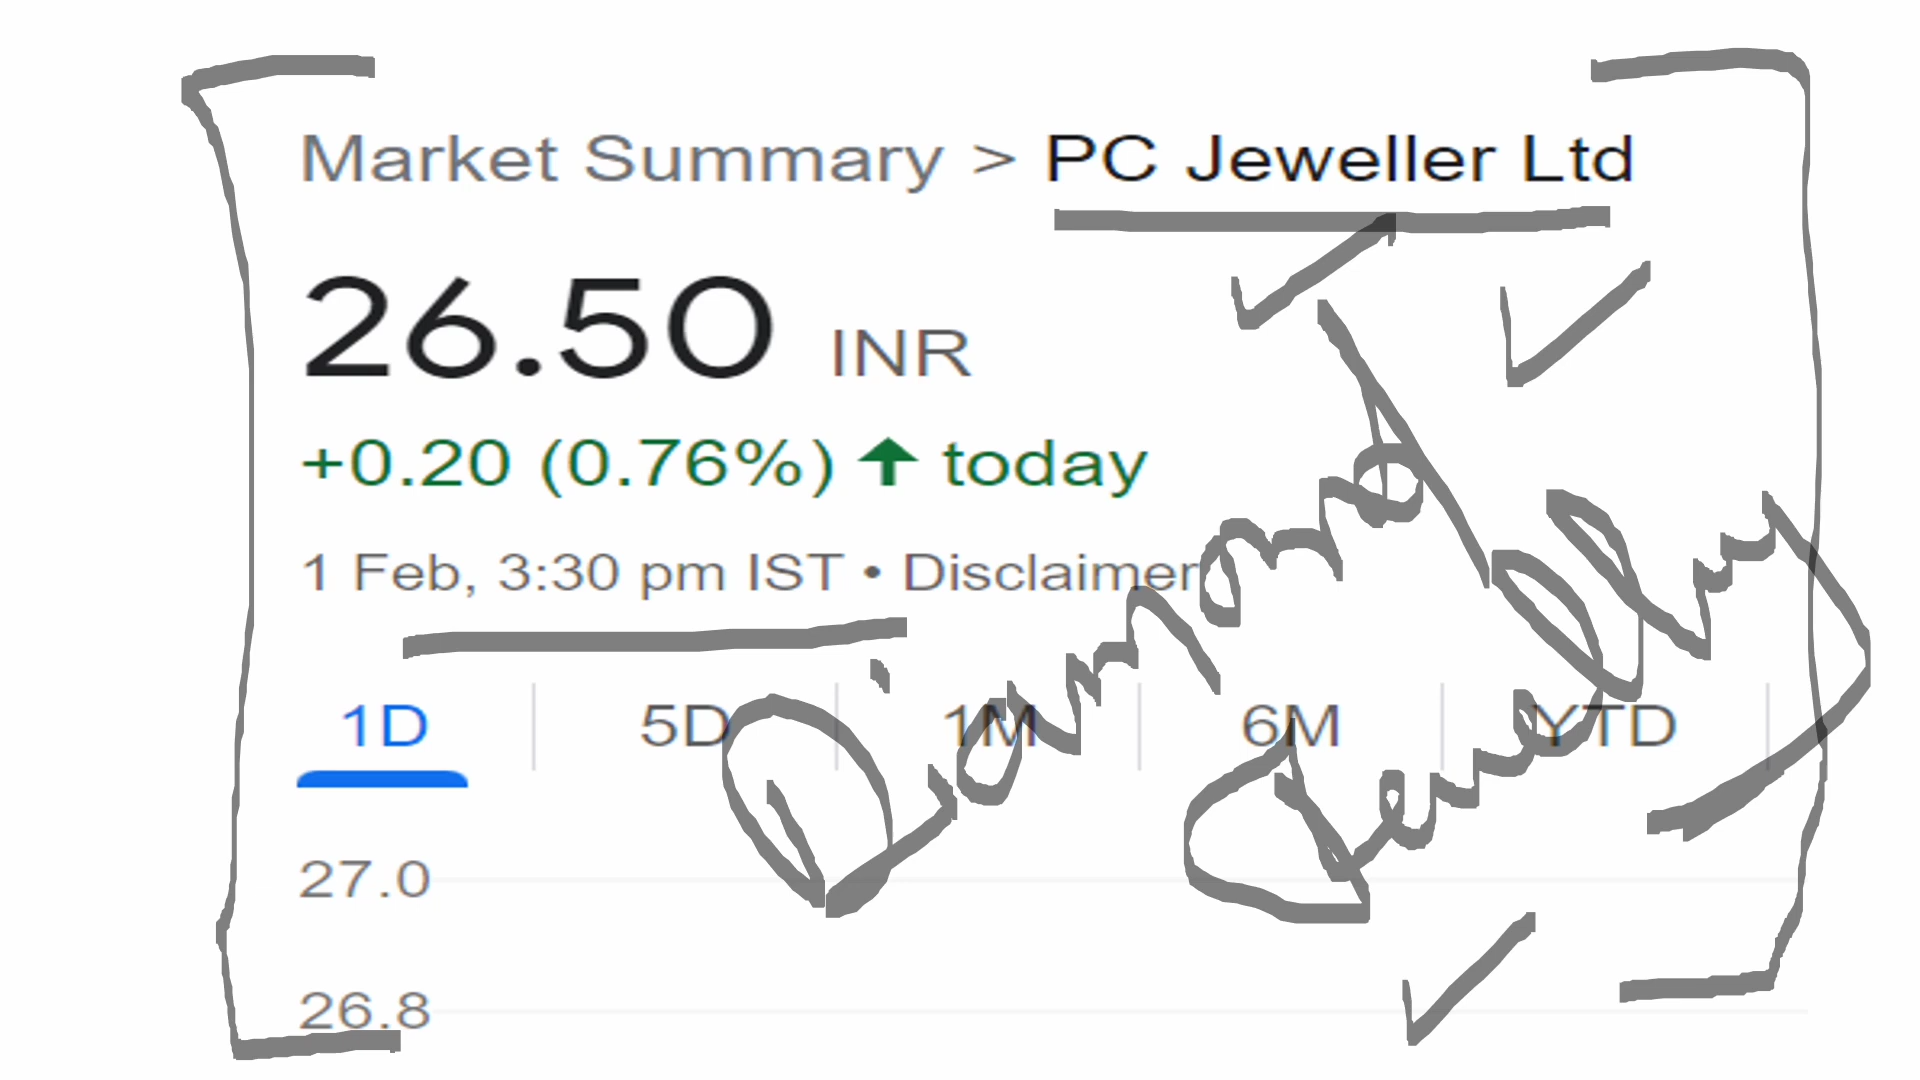 Market Summary > PC Jeweller Ltd
26.50 INR
+0.20 (0.76%) ↑ today
1 Feb, 3:30 pm IST • Disclaimer
1D 5D 1M 6M YTD
27.0
26.8
Diamond
Jewellery